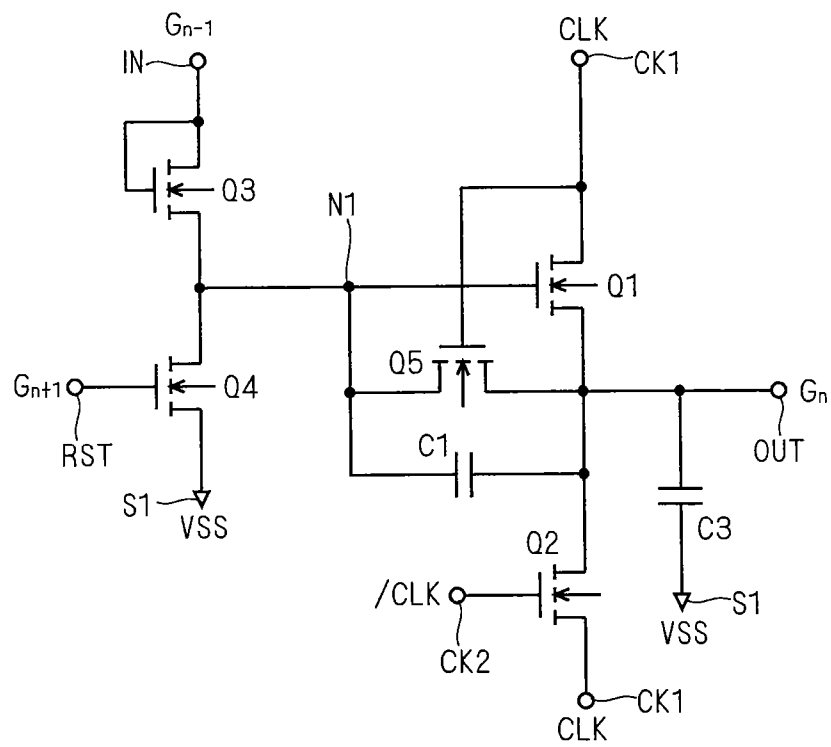 Gn-1
IN
CLK
CK1
Q3
N1
Q1
Gn+1
RST
Q4
Q5
Gn
OUT
C1
S1
VSS
C3
Q2
/CLK
CK2
S1
VSS
CK1
CLK